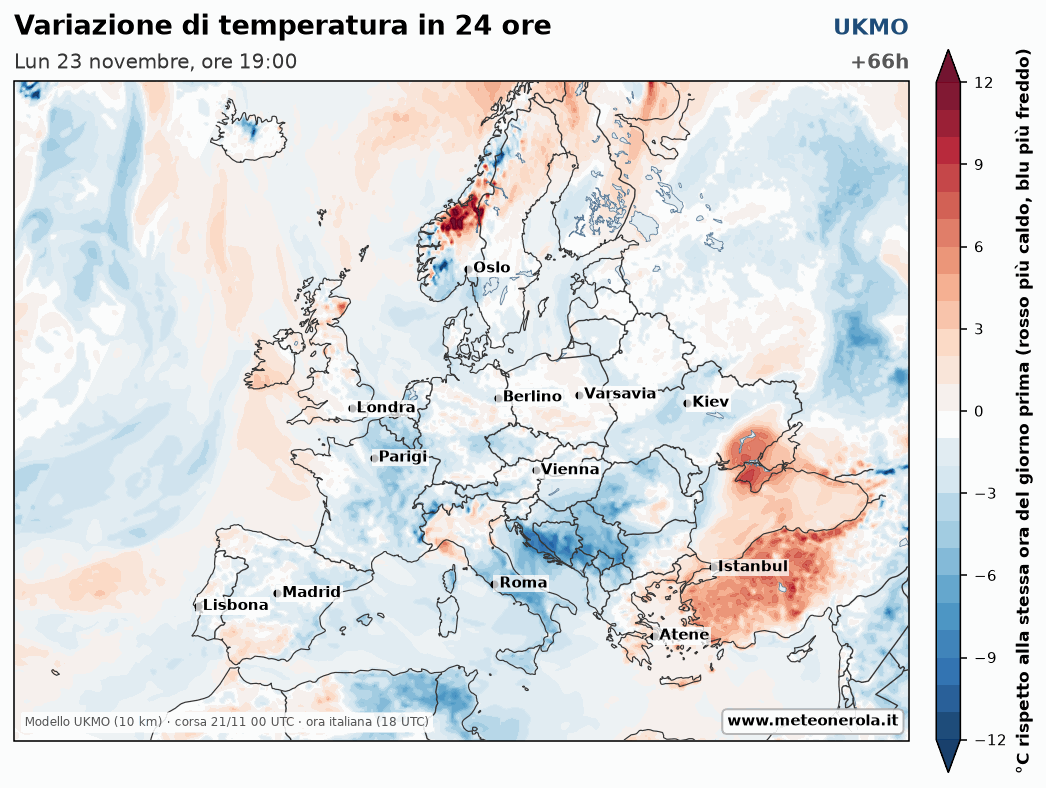 Variazione di temperatura in 24 ore
UKMO
Lun 23 novembre, ore 19:00
+66h
Oslo
Londra
Berlino
Varsavia
Kiev
Parigi
Vienna
Istanbul
Roma
Madrid
Lisbona
Atene
Modello UKMO (10 km) · corsa 21/11 00 UTC · ora italiana (18 UTC)
www.meteonerola.it
12
9
6
3
0
−3
−6
−9
−12
°C rispetto alla stessa ora del giorno prima (rosso più caldo, blu più freddo)